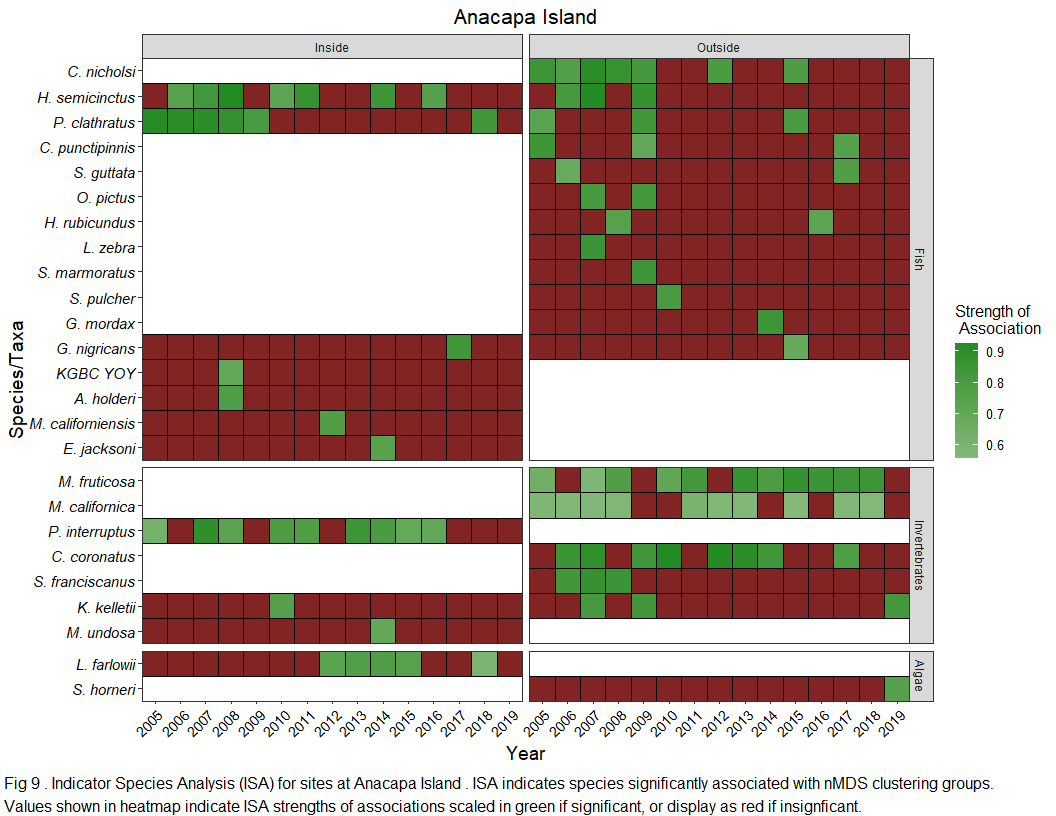 Anacapa Island
Inside
Outside
Species/Taxa
C. nicholsi
H. semicinctus
P. clathratus
C. punctipinnis
S. guttata
O. pictus
H. rubicundus
L. zebra
S. marmoratus
S. pulcher
G. mordax
G. nigricans
KGBC YOY
A. holderi
M. californiensis
E. jacksoni
Fish
M. fruticosa
M. californica
P. interruptus
C. coronatus
S. franciscanus
K. kelletii
M. undosa
Invertebrates
L. farlowii
S. horneri
Algae
2005 2006 2007 2008 2009 2010 2011 2012 2013 2014 2015 2016 2017 2018 2019
2005 2006 2007 2008 2009 2010 2011 2012 2013 2014 2015 2016 2017 2018 2019
Year
Strength of
Association
0.9
0.8
0.7
0.6
Fig 9 . Indicator Species Analysis (ISA) for sites at Anacapa Island . ISA indicates species significantly associated with nMDS clustering groups.
Values shown in heatmap indicate ISA strengths of associations scaled in green if significant, or display as red if insignficant.